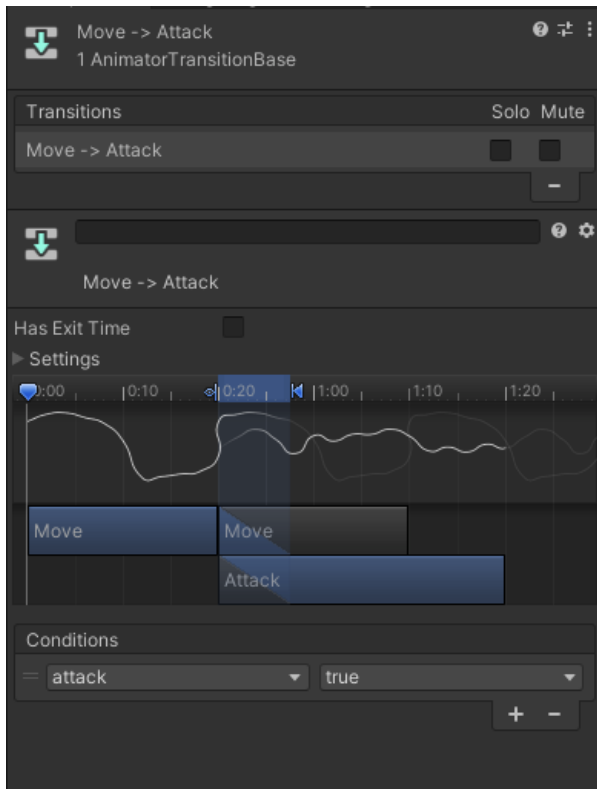 Move -> Attack
1 AnimatorTransitionBase
Transitions Solo Mute
Move -> Attack
Move -> Attack
Has Exit Time
Settings
0:00 0:10 0:20 1:00 1:10 1:20
Move Move
Attack
Conditions
attack true